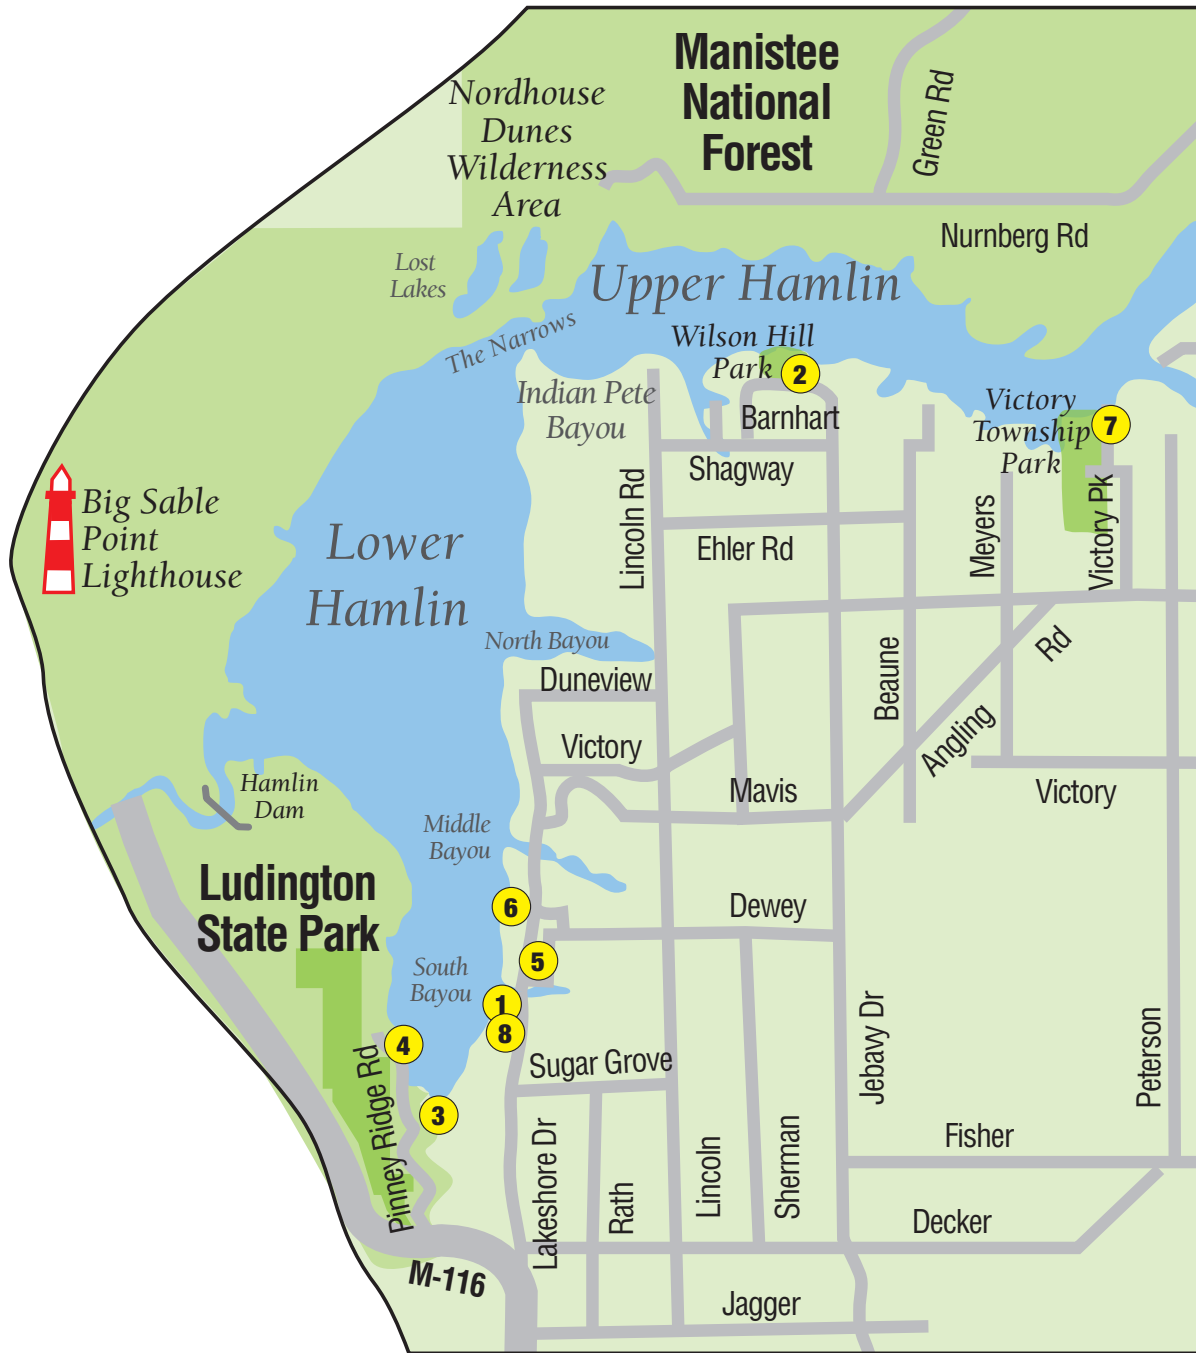 Manistee
National
Forest
Nordhouse
Dunes
Wilderness
Area
Green Rd
Nurnberg Rd
Lost
Lakes
Upper Hamlin
The Narrows
Wilson Hill
Park
2
Indian Pete
Bayou
Barnhart
Victory
Township
Park
7
Shagway
Lincoln Rd
Ehler Rd
Meyers
Victory Pk
Big Sable
Point
Lighthouse
Lower
Hamlin
North Bayou
Duneview
Beaune
Angling
Rd
Victory
Mavis
Victory
Hamlin
Dam
Middle
Bayou
Ludington
State Park
6
Dewey
5
South
Bayou
1
8
4
Sugar Grove
Jebavy Dr
Peterson
Pinney Ridge Rd
3
Lakeshore Dr
Rath
Lincoln
Sherman
Fisher
Decker
M-116
Jagger